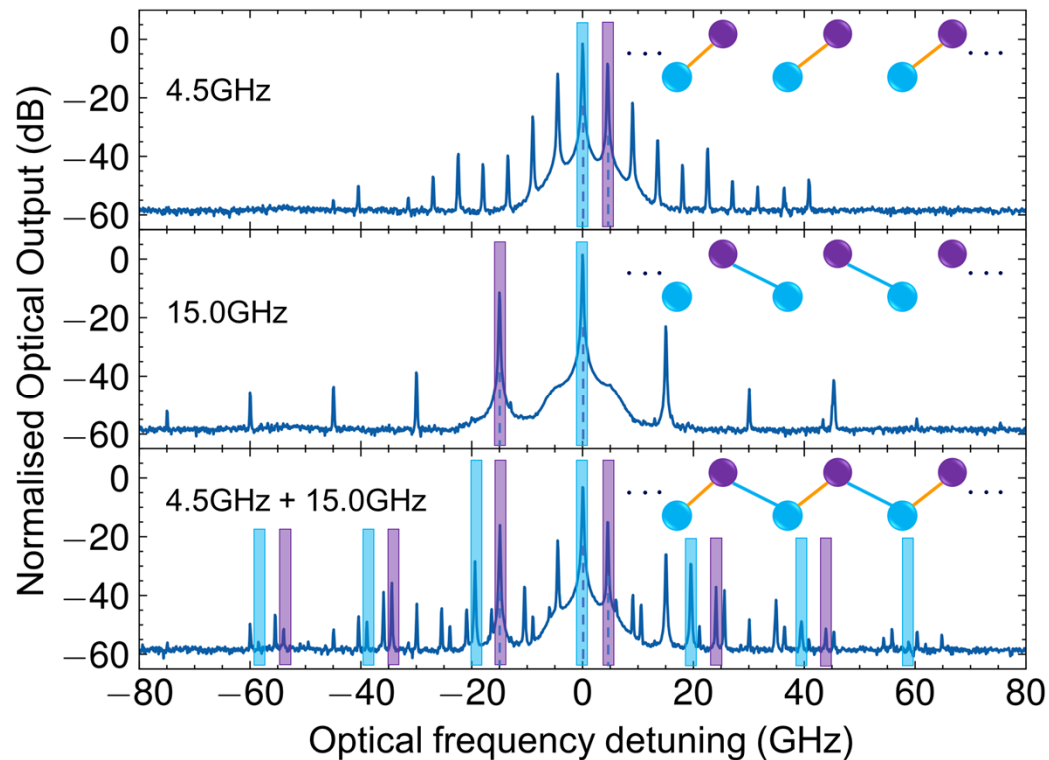 Normalised Optical Output (dB)
0
−20
−40
−60
4.5GHz
0
−20
−40
−60
15.0GHz
0
−20
−40
−60
4.5GHz + 15.0GHz
−80 −60 −40 −20 0 20 40 60 80
Optical frequency detuning (GHz)